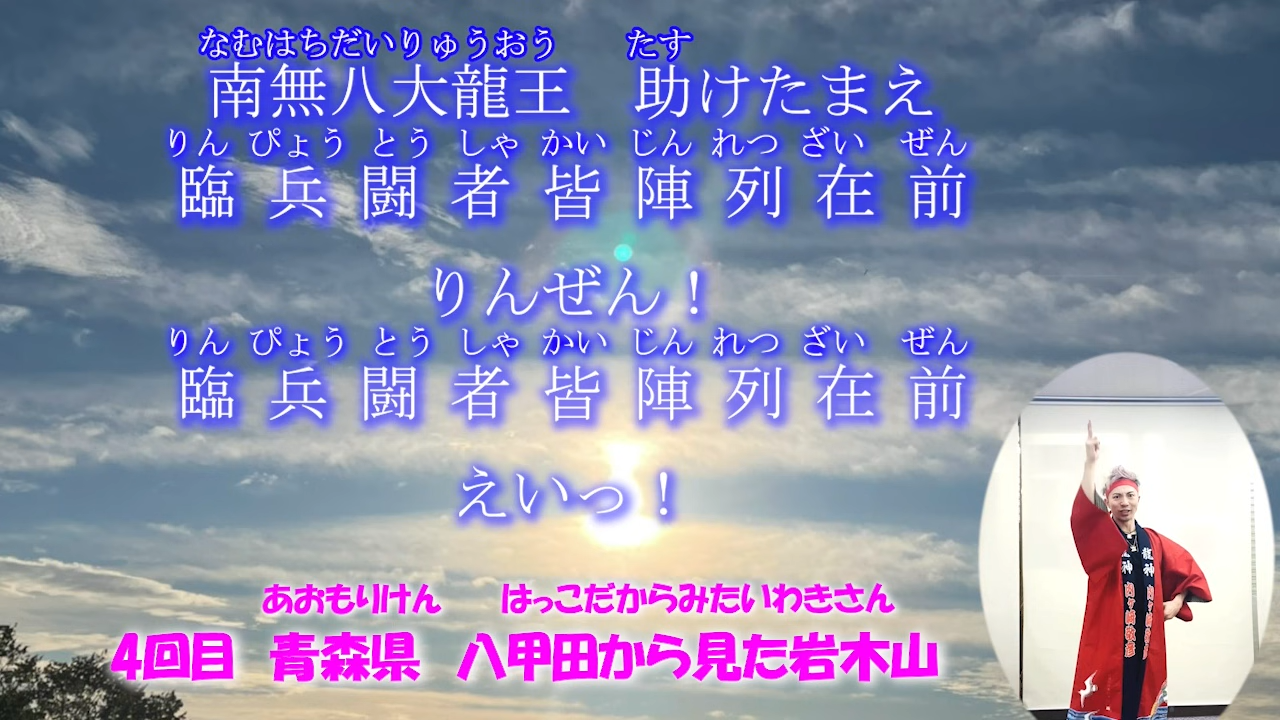 なむはちだいりゅうおう たす
南無八大龍王 助けたまえ
りん ぴょう とう しゃ かい じん れつ ざい ぜん
臨 兵 闘 者 皆 陣 列 在 前
りんぜん！
りん ぴょう とう しゃ かい じん れつ ざい ぜん
臨 兵 闘 者 皆 陣 列 在 前
えいっ！
あおもりけん はっこだからみたいわきさん
4回目 青森県 八甲田から見た岩木山
龍神